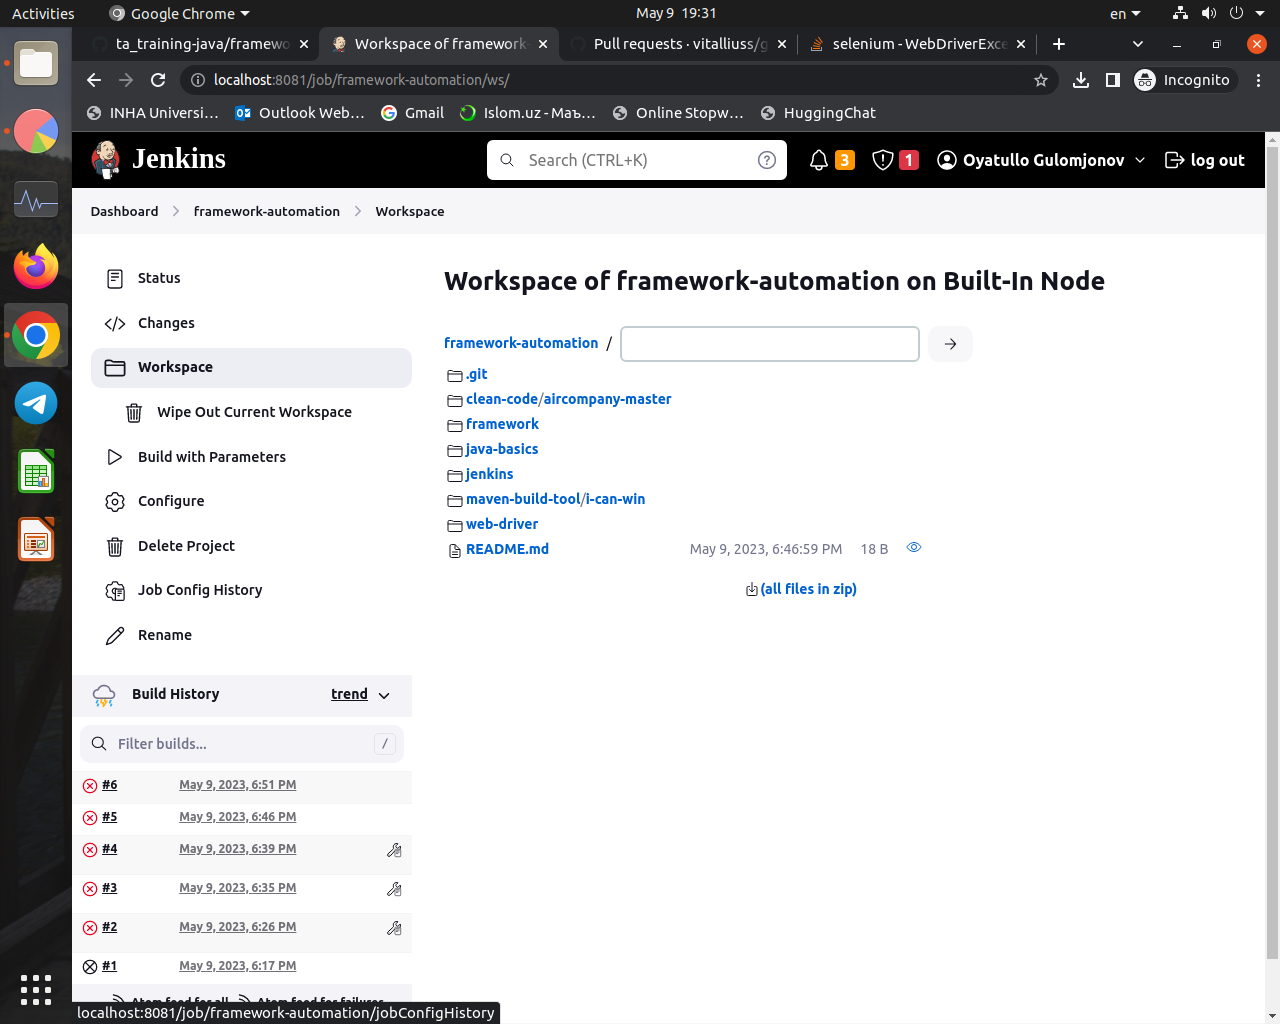 Activities
Google Chrome
May 9 19:31
en
ta_training-java/framewo
Workspace of framework-
Pull requests · vitalliuss/g
selenium - WebDriverExce
localhost:8081/job/framework-automation/ws/
Incognito
INHA Universi…
Outlook Web…
Gmail
Islom.uz - Маъ…
Online Stopw…
HuggingChat
Jenkins
Search (CTRL+K)
3
1
Oyatullo Gulomjonov
log out
Dashboard
framework-automation
Workspace
Status
Changes
Workspace
Wipe Out Current Workspace
Build with Parameters
Configure
Delete Project
Job Config History
Rename
Build History
trend
Filter builds...
/
#6 May 9, 2023, 6:51 PM
#5 May 9, 2023, 6:46 PM
#4 May 9, 2023, 6:39 PM
#3 May 9, 2023, 6:35 PM
#2 May 9, 2023, 6:26 PM
#1 May 9, 2023, 6:17 PM
Atom feed for all
Atom feed for failures
Workspace of framework-automation on Built-In Node
framework-automation /
.git
clean-code/aircompany-master
framework
java-basics
jenkins
maven-build-tool/i-can-win
web-driver
README.md May 9, 2023, 6:46:59 PM 18 B
(all files in zip)
localhost:8081/job/framework-automation/jobConfigHistory